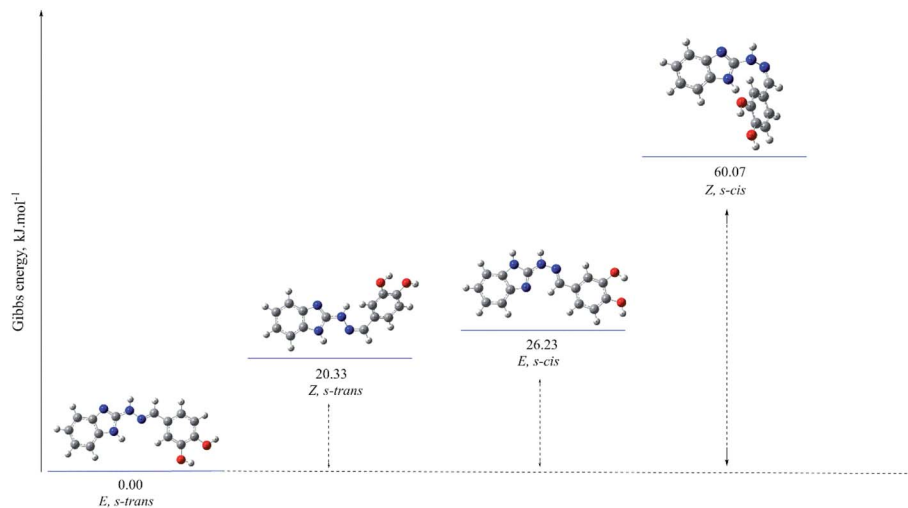 60.07
Z, s-cis
Gibbs energy, kJ.mol⁻¹
26.23
E, s-cis
20.33
Z, s-trans
0.00
E, s-trans